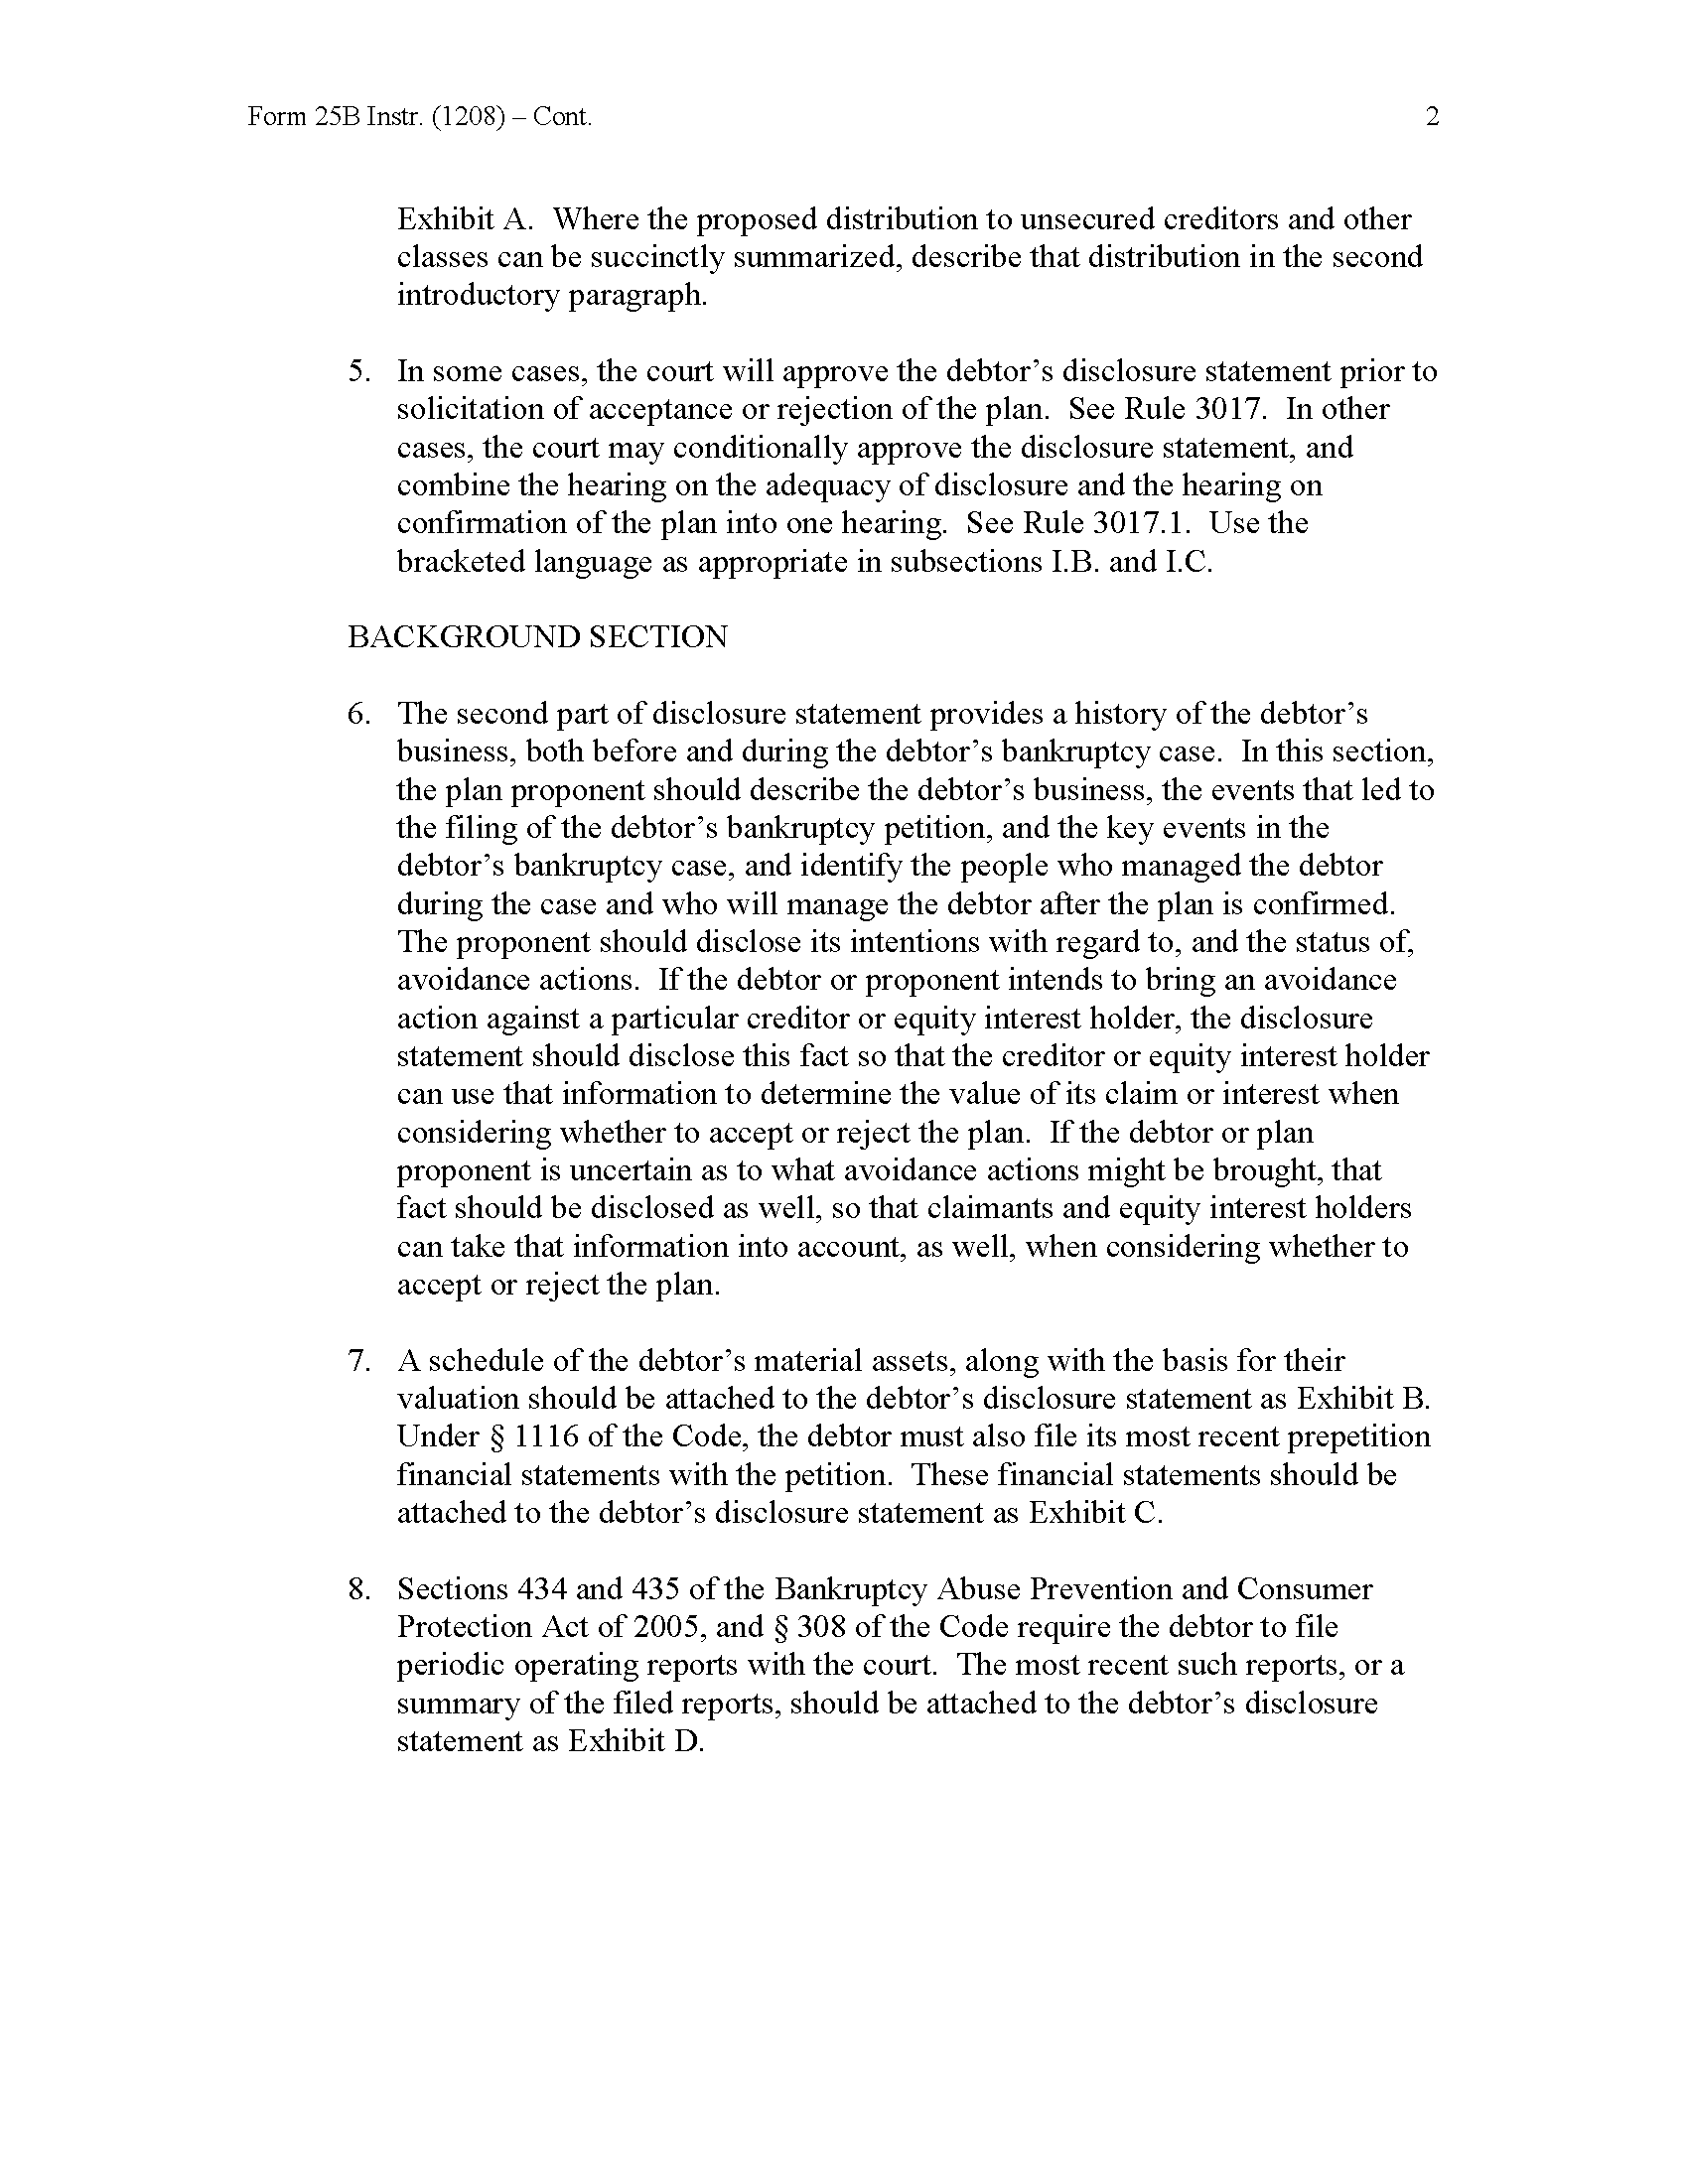 Form 25B Instr. (1208) – Cont. 2
Exhibit A.  Where the proposed distribution to unsecured creditors and other
classes can be succinctly summarized, describe that distribution in the second
introductory paragraph.
5. In some cases, the court will approve the debtor’s disclosure statement prior to
solicitation of acceptance or rejection of the plan.  See Rule 3017.  In other
cases, the court may conditionally approve the disclosure statement, and
combine the hearing on the adequacy of disclosure and the hearing on
confirmation of the plan into one hearing.  See Rule 3017.1.  Use the
bracketed language as appropriate in subsections I.B. and I.C.
BACKGROUND SECTION
6. The second part of disclosure statement provides a history of the debtor’s
business, both before and during the debtor’s bankruptcy case.  In this section,
the plan proponent should describe the debtor’s business, the events that led to
the filing of the debtor’s bankruptcy petition, and the key events in the
debtor’s bankruptcy case, and identify the people who managed the debtor
during the case and who will manage the debtor after the plan is confirmed.
The proponent should disclose its intentions with regard to, and the status of,
avoidance actions.  If the debtor or proponent intends to bring an avoidance
action against a particular creditor or equity interest holder, the disclosure
statement should disclose this fact so that the creditor or equity interest holder
can use that information to determine the value of its claim or interest when
considering whether to accept or reject the plan.  If the debtor or plan
proponent is uncertain as to what avoidance actions might be brought, that
fact should be disclosed as well, so that claimants and equity interest holders
can take that information into account, as well, when considering whether to
accept or reject the plan.
7. A schedule of the debtor’s material assets, along with the basis for their
valuation should be attached to the debtor’s disclosure statement as Exhibit B.
Under § 1116 of the Code, the debtor must also file its most recent prepetition
financial statements with the petition.  These financial statements should be
attached to the debtor’s disclosure statement as Exhibit C.
8. Sections 434 and 435 of the Bankruptcy Abuse Prevention and Consumer
Protection Act of 2005, and § 308 of the Code require the debtor to file
periodic operating reports with the court.  The most recent such reports, or a
summary of the filed reports, should be attached to the debtor’s disclosure
statement as Exhibit D.